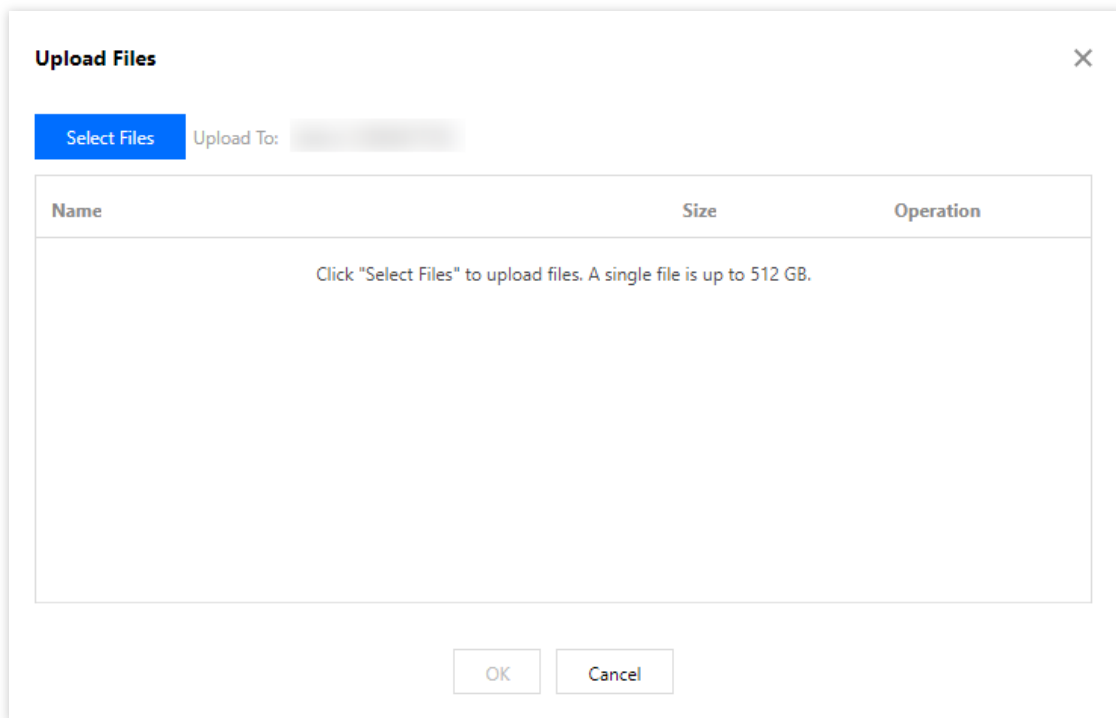 Upload Files
Select Files Upload To:
Name Size Operation
Click "Select Files" to upload files. A single file is up to 512 GB.
OK Cancel